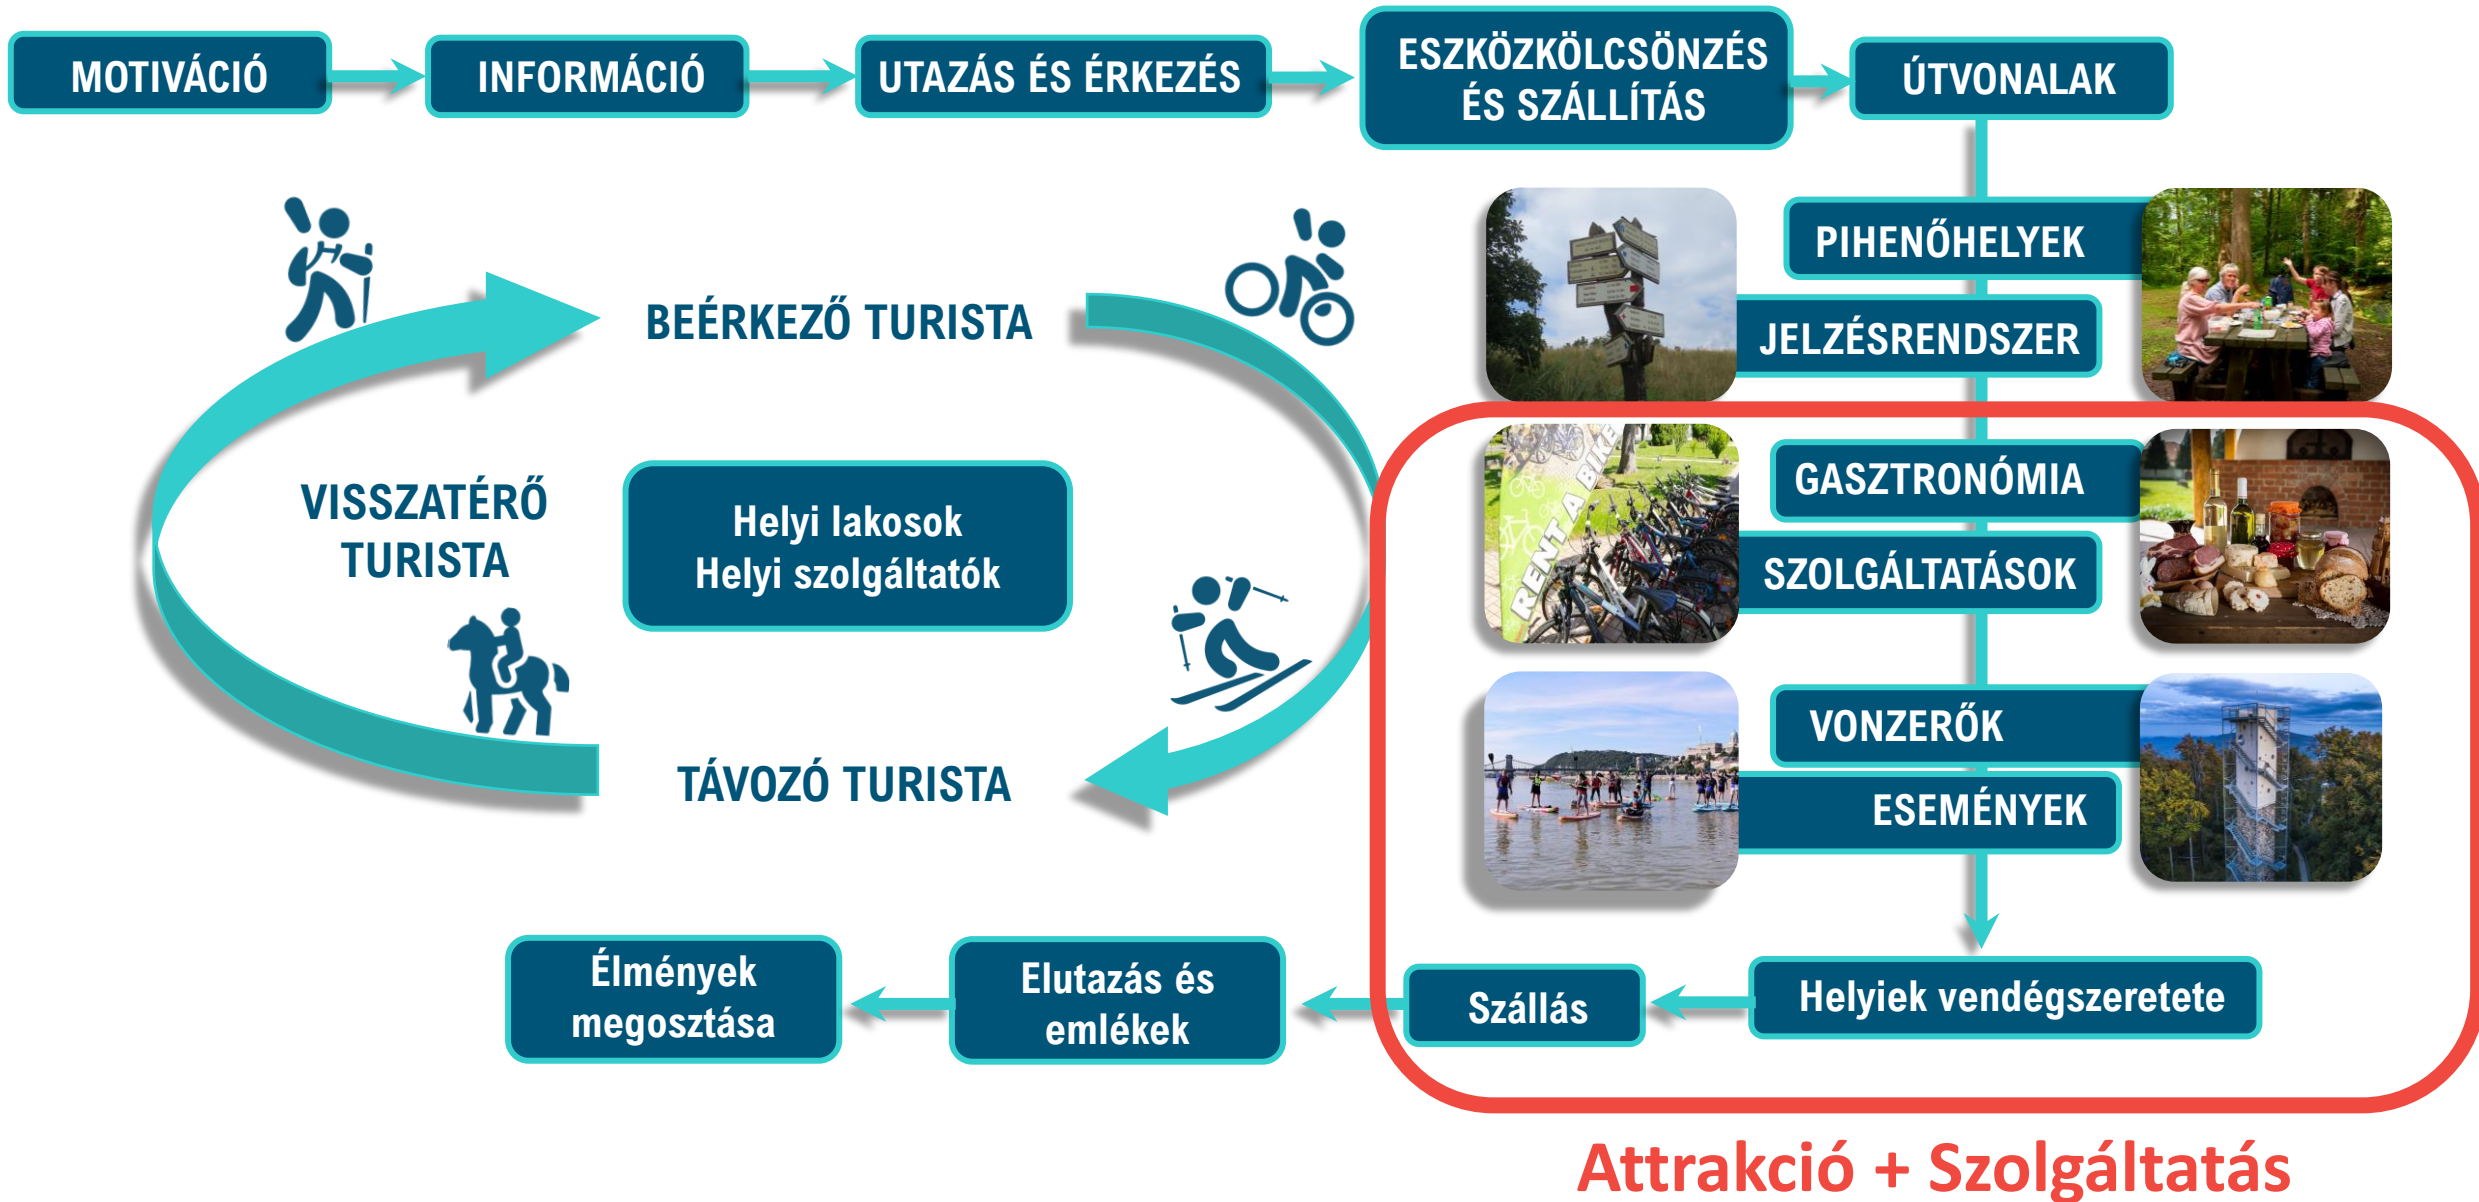 MOTIVÁCIÓ
INFORMÁCIÓ
UTAZÁS ÉS ÉRKEZÉS
ESZKÖZKÖLCSÖNZÉS
ÉS SZÁLLÍTÁS
ÚTVONALAK
PIHENŐHELYEK
JELZÉSRENDSZER
BEÉRKEZŐ TURISTA
VISSZATÉRŐ
TURISTA
Helyi lakosok
Helyi szolgáltatók
TÁVOZÓ TURISTA
GASZTRONÓMIA
RENT A BIKE
SZOLGÁLTATÁSOK
VONZERŐK
ESEMÉNYEK
Helyiek vendégszeretete
Szállás
Elutazás és
emlékek
Élmények
megosztása
Attrakció + Szolgáltatás